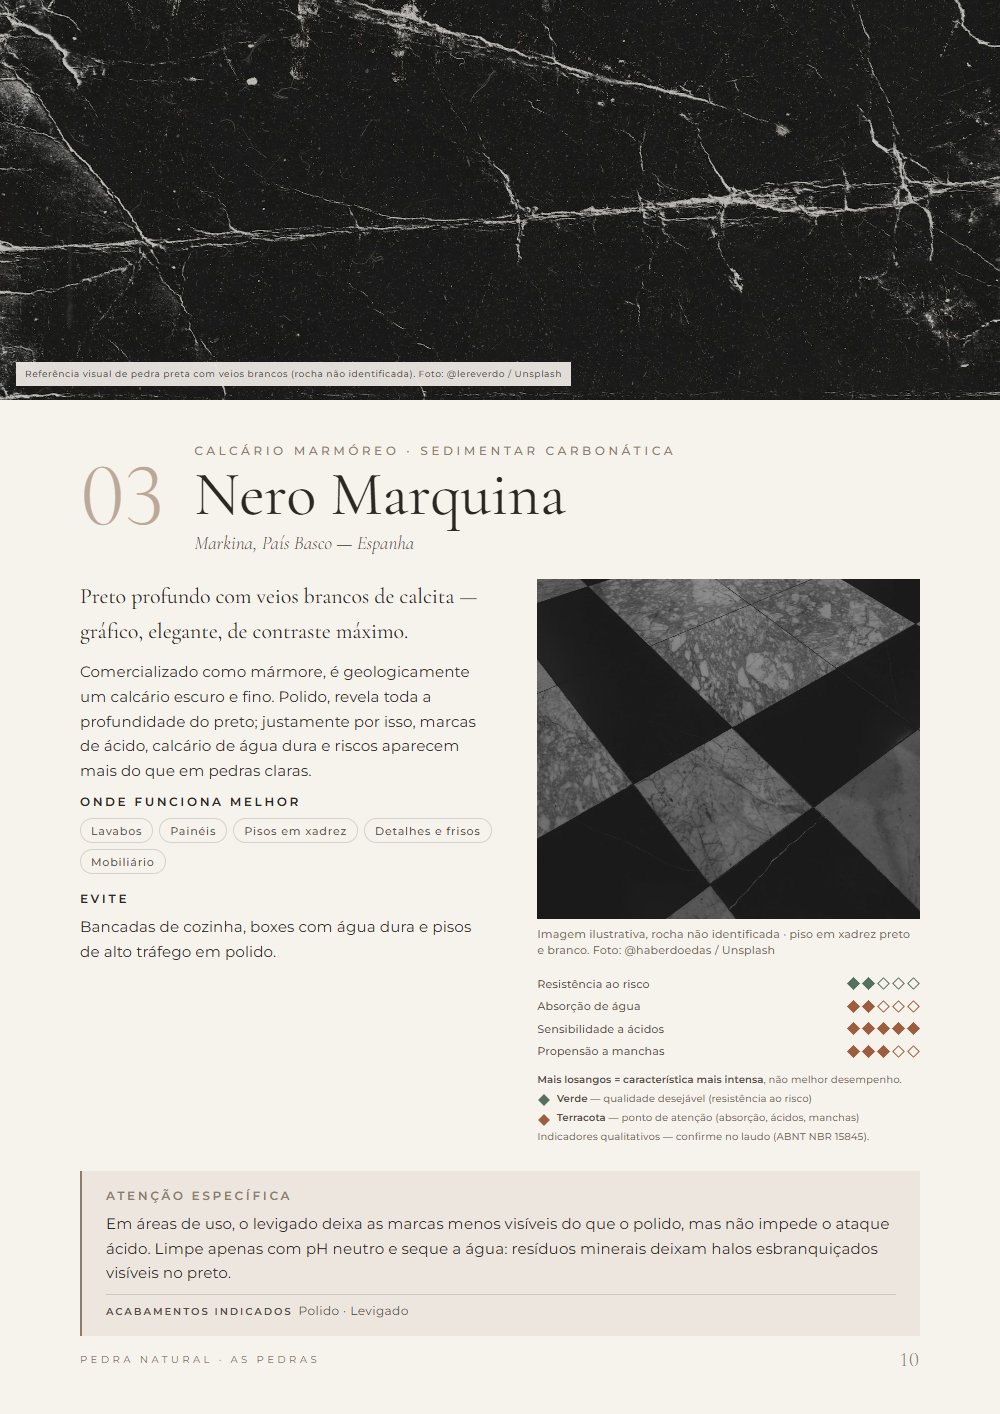 Referência visual de pedra preta com veios brancos (rocha não identificada). Foto: @lereverdo / Unsplash
CALCÁRIO MARMÓREO · SEDIMENTAR CARBONÁTICA
03
Nero Marquina
Markina, País Basco — Espanha
Preto profundo com veios brancos de calcita —
gráfico, elegante, de contraste máximo.
Comercializado como mármore, é geologicamente
um calcário escuro e fino. Polido, revela toda a
profundidade do preto; justamente por isso, marcas
de ácido, calcário de água dura e riscos aparecem
mais do que em pedras claras.
ONDE FUNCIONA MELHOR
Lavabos Painéis Pisos em xadrez Detalhes e frisos
Mobiliário
EVITE
Bancadas de cozinha, boxes com água dura e pisos
de alto tráfego em polido.
Imagem ilustrativa, rocha não identificada · piso em xadrez preto
e branco. Foto: @haberdoedas / Unsplash
Resistência ao risco
Absorção de água
Sensibilidade a ácidos
Propensão a manchas
Mais losangos = característica mais intensa, não melhor desempenho.
Verde — qualidade desejável (resistência ao risco)
Terracota — ponto de atenção (absorção, ácidos, manchas)
Indicadores qualitativos — confirme no laudo (ABNT NBR 15845).
ATENÇÃO ESPECÍFICA
Em áreas de uso, o levigado deixa as marcas menos visíveis do que o polido, mas não impede o ataque
ácido. Limpe apenas com pH neutro e seque a água: resíduos minerais deixam halos esbranquiçados
visíveis no preto.
ACABAMENTOS INDICADOS Polido · Levigado
PEDRA NATURAL · AS PEDRAS
10